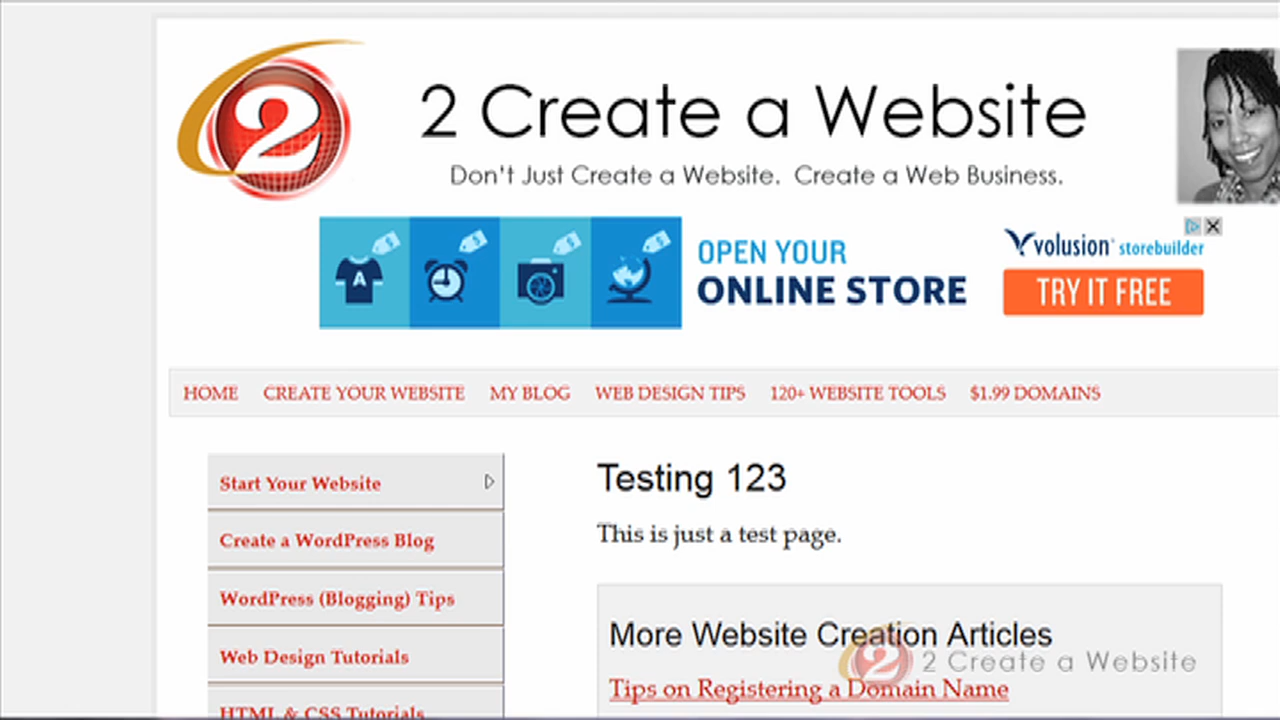 2
2 Create a Website
Don't Just Create a Website. Create a Web Business.
A
OPEN YOUR
ONLINE STORE
volusion storebuilder
TRY IT FREE
HOME CREATE YOUR WEBSITE MY BLOG WEB DESIGN TIPS 120+ WEBSITE TOOLS $1.99 DOMAINS
Start Your Website
Create a WordPress Blog
WordPress (Blogging) Tips
Web Design Tutorials
HTML & CSS Tutorials
Testing 123
This is just a test page.
More Website Creation Articles
2 2 Create a Website
Tips on Registering a Domain Name